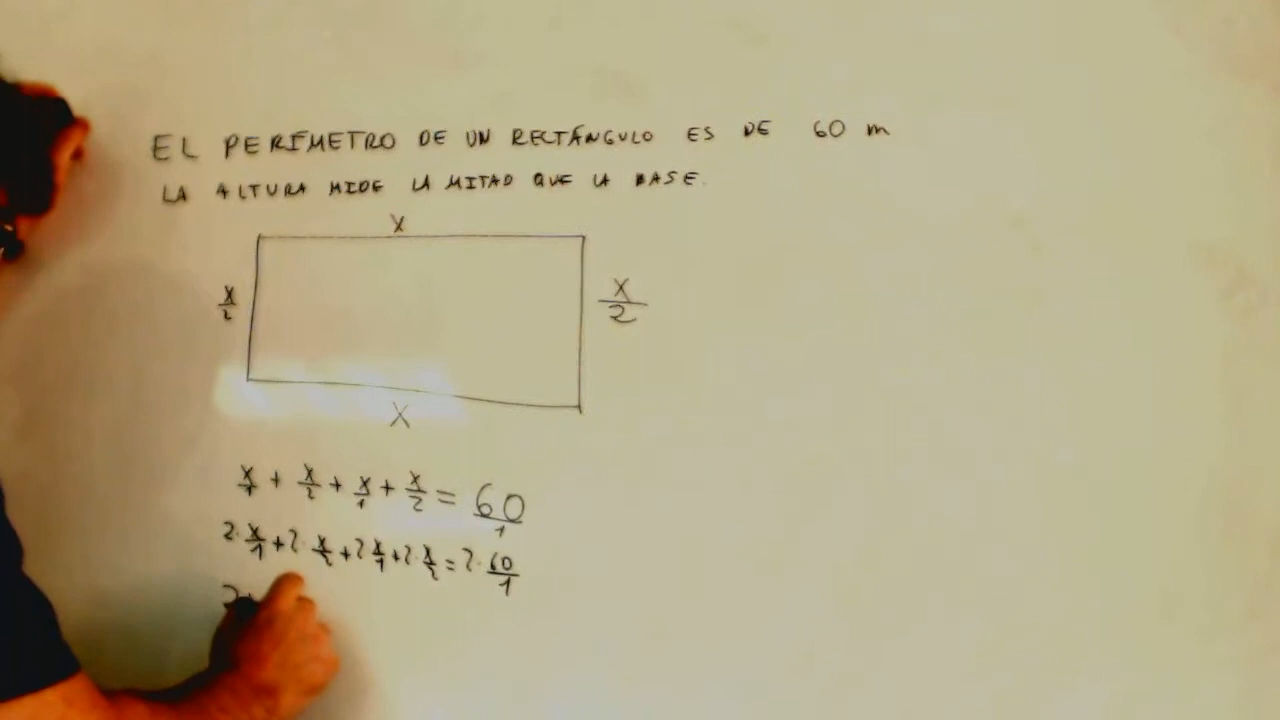 EL PERÍMETRO DE UN RECTÁNGULO ES DE 60 m
LA ALTURA MIDE LA MITAD QUE LA BASE.
x
x/2
x/2
x
x/1 + x/2 + x/1 + x/2 = 60/1
2·x/1+2·x/2+2x/1+2·x/2=2·60/1